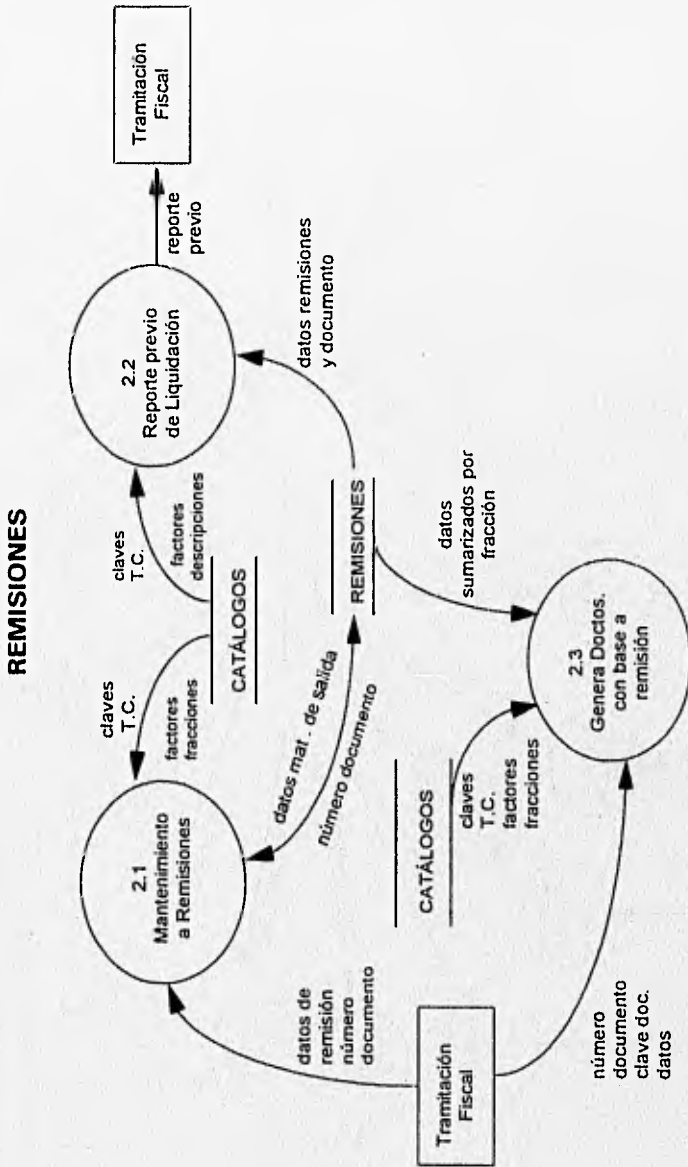 REMISIONES
Tramitación
Fiscal
reporte
previo
2.2
Reporte previo
de Liquidación
datos remisiones
y documento
claves
T.C.
factores
descripciones
CATÁLOGOS
claves
T.C.
factores
fracciones
2.1
Mantenimiento
a Remisiones
datos mat. de salida
número documento
REMISIONES
datos
sumarizados por
fracción
CATÁLOGOS
claves
T.C.
factores
fracciones
2.3
Genera Doctos.
con base a
remisión
datos de
remisión
número
documento
Tramitación
Fiscal
número
documento
clave doc.
datos